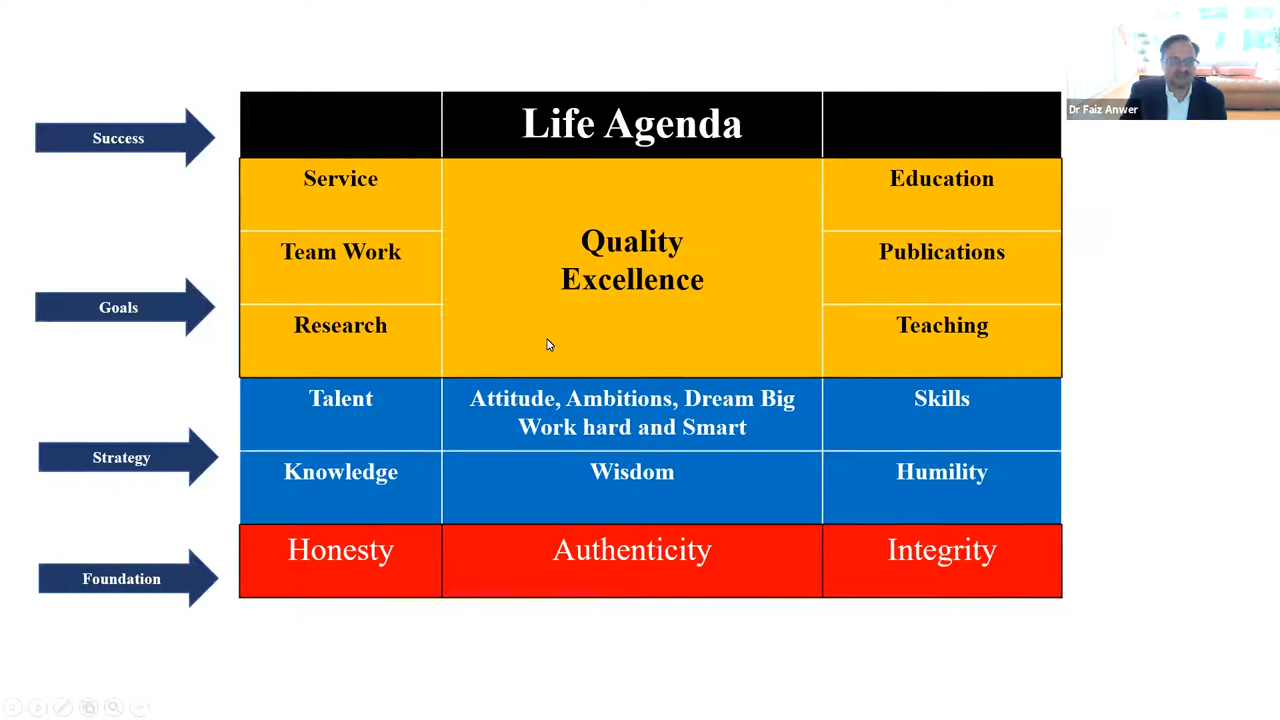 Dr Faiz Anwer
Success
Life Agenda
Service
Quality
Excellence
Education
Team Work
Publications
Goals
Research
Teaching
Talent
Attitude, Ambitions, Dream Big
Work hard and Smart
Skills
Strategy
Knowledge
Wisdom
Humility
Foundation
Honesty
Authenticity
Integrity